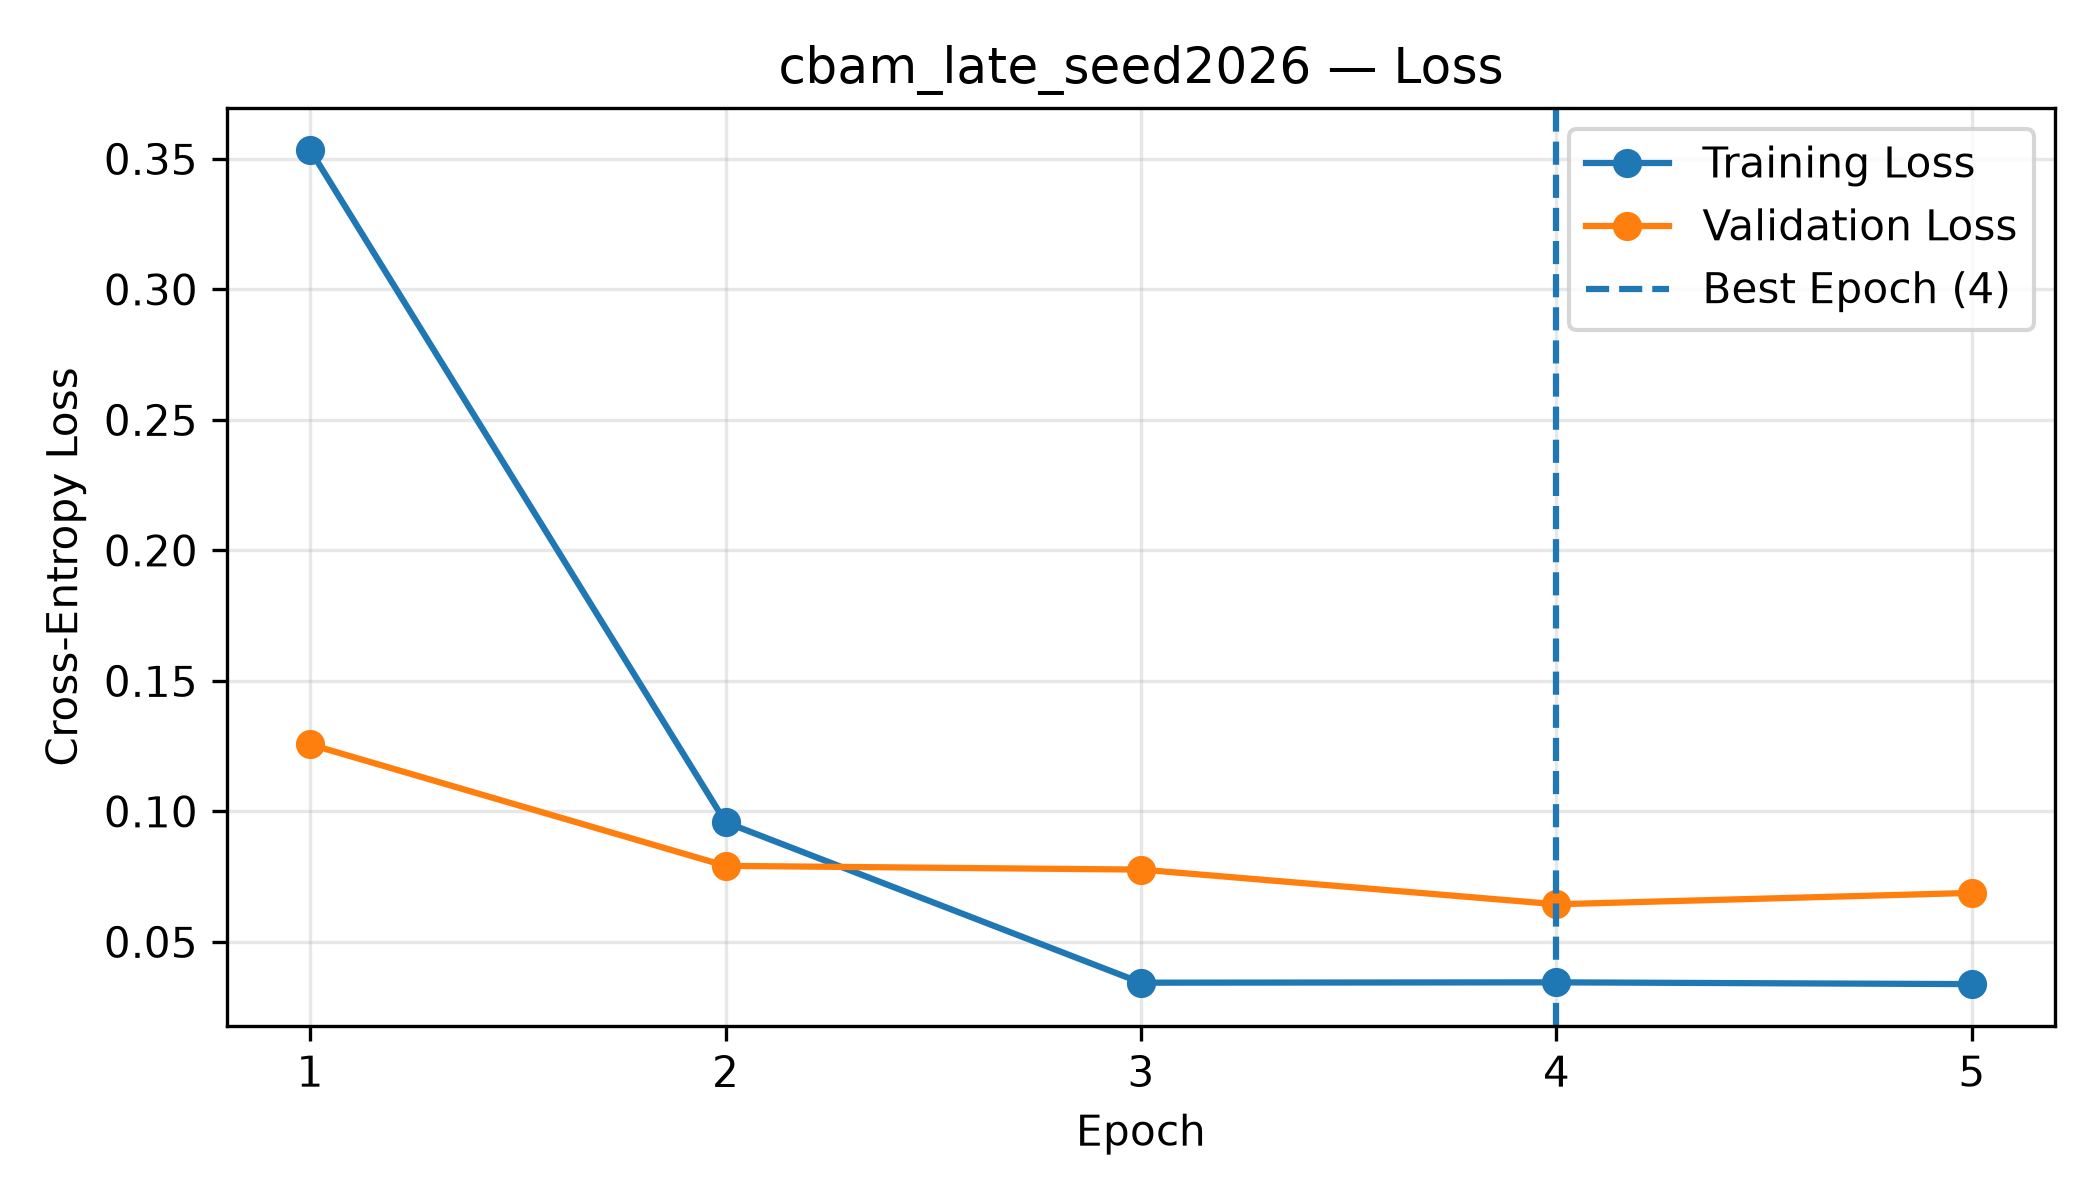 cbam_late_seed2026 — Loss
Training Loss
Validation Loss
Best Epoch (4)
Cross-Entropy Loss
0.35
0.30
0.25
0.20
0.15
0.10
0.05
1 2 3 4 5
Epoch